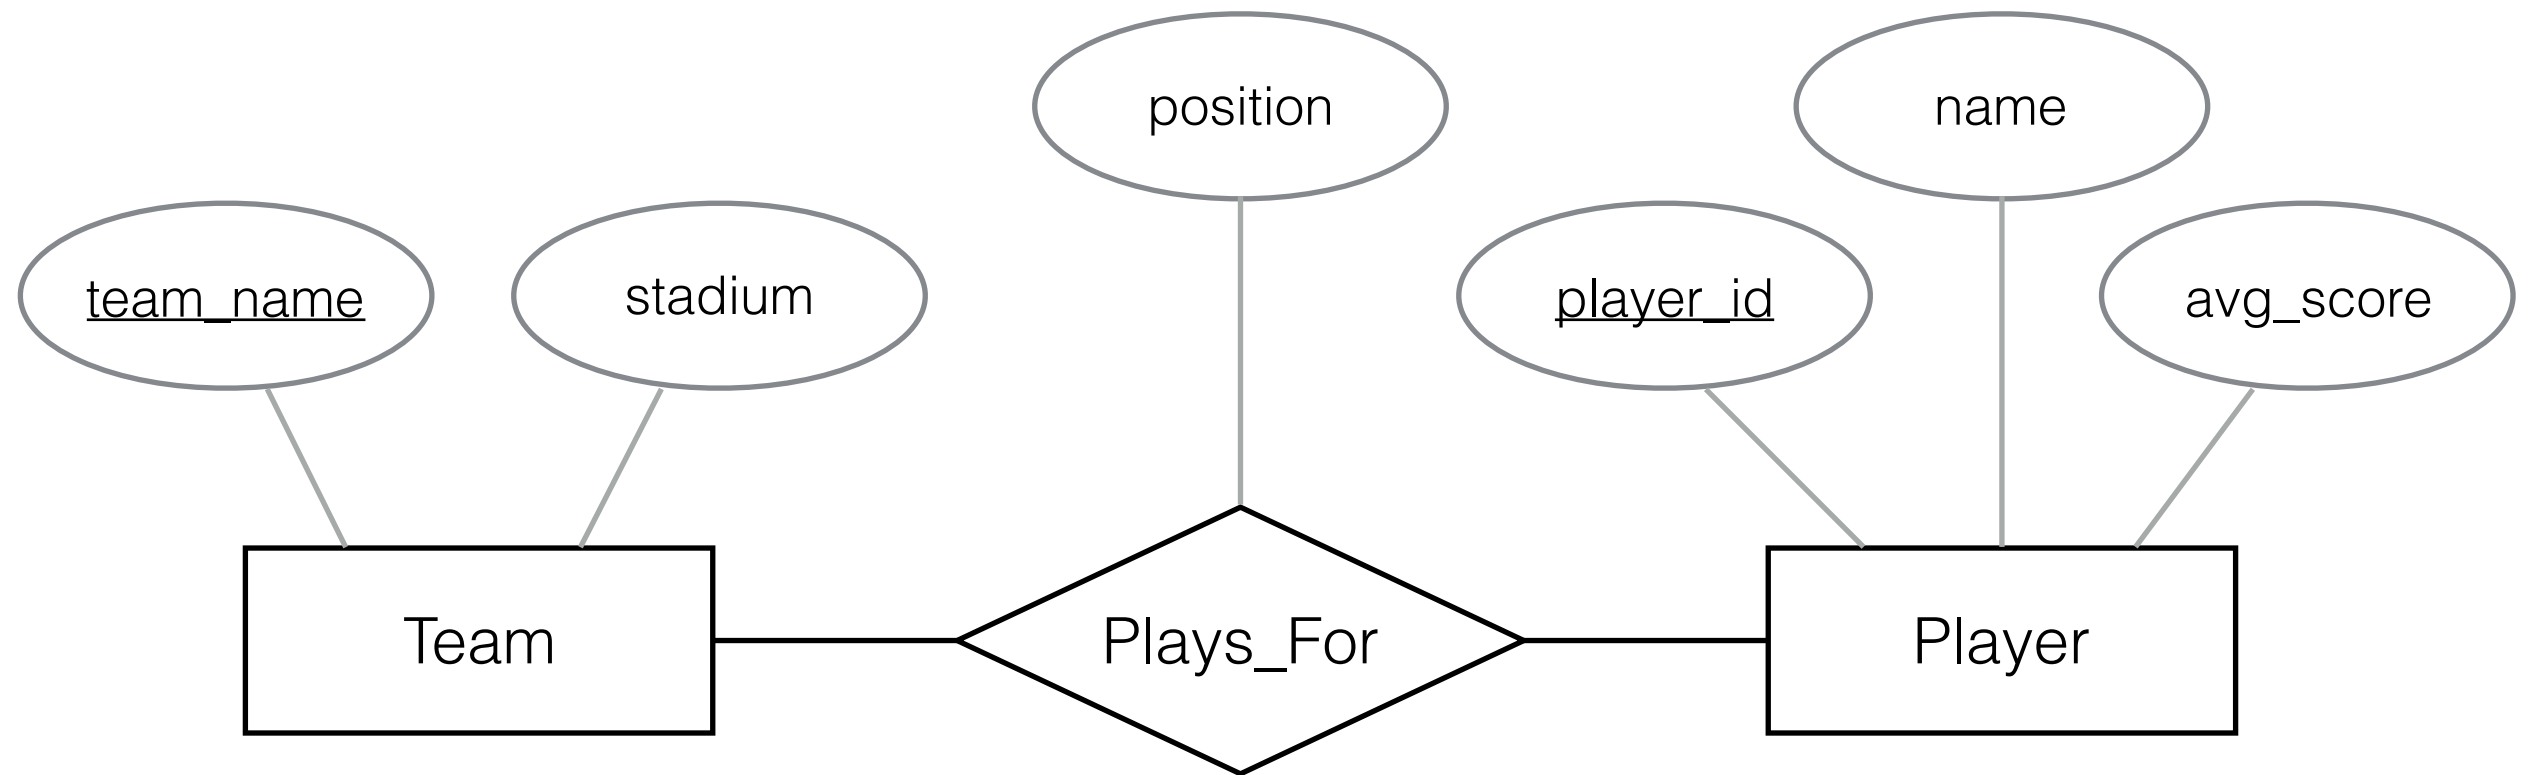 position
name
team_name
stadium
player_id
avg_score
Team
Plays_For
Player